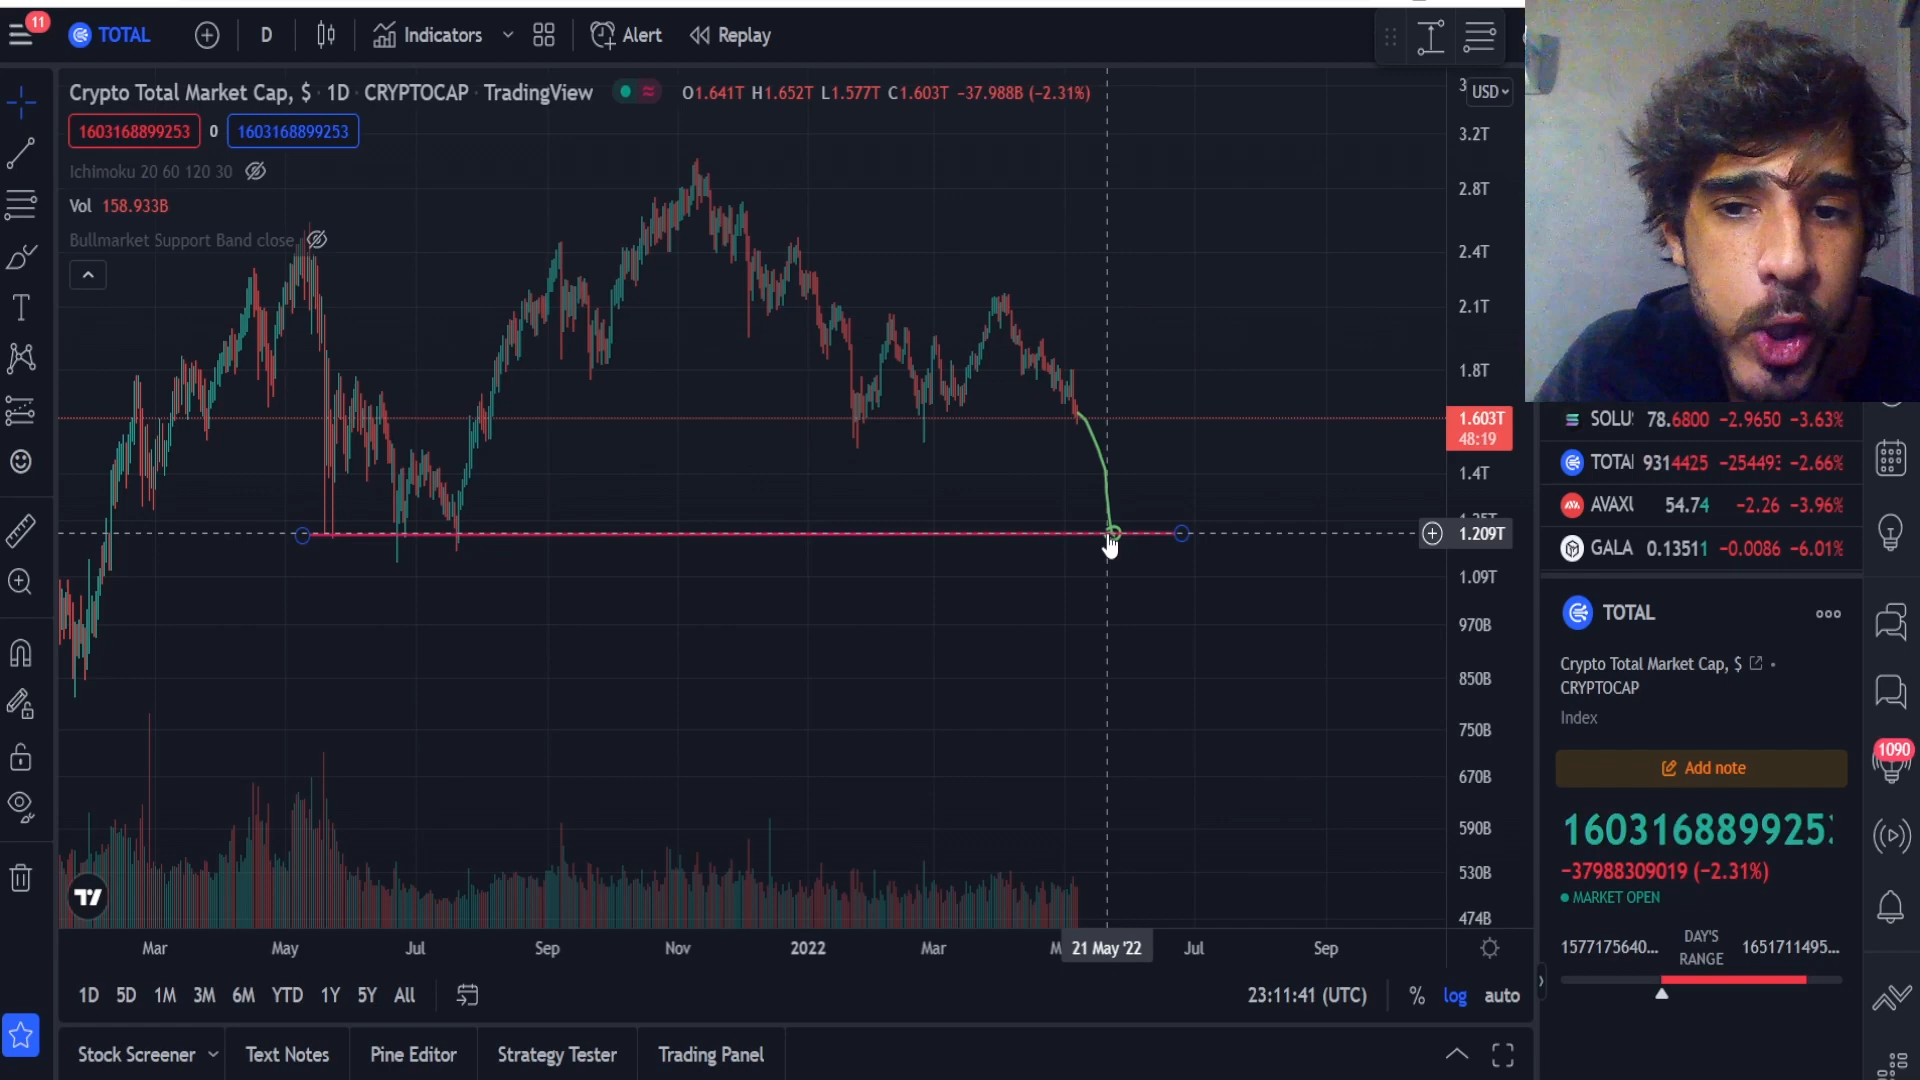 11
TOTAL
D
Indicators
Alert
Replay
Crypto Total Market Cap, $ · 1D · CRYPTOCAP · TradingView
O1.641T H1.652T L1.577T C1.603T −37.988B (−2.31%)
USD
1603168899253 0 1603168899253
Ichimoku 20 60 120 30
Vol 158.933B
Bullmarket Support Band close
3.2T
2.8T
2.4T
2.1T
1.8T
1.603T
48:19
1.4T
1.209T
1.09T
970B
850B
750B
670B
590B
530B
474B
Mar May Jul Sep Nov 2022 Mar 21 May '22 Jul Sep
1D 5D 1M 3M 6M YTD 1Y 5Y All
23:11:41 (UTC) % log auto
Stock Screener Text Notes Pine Editor Strategy Tester Trading Panel
SOLU 78.6800 −2.9650 −3.63%
TOTA 9314425 −25449 −2.66%
AVAXU 54.74 −2.26 −3.96%
GALA 0.13511 −0.0086 −6.01%
TOTAL
Crypto Total Market Cap, $ •
CRYPTOCAP
Index
Add note
1090
160316889925
−37988309019 (−2.31%)
MARKET OPEN
1577175640... DAY'S RANGE 1651711495...